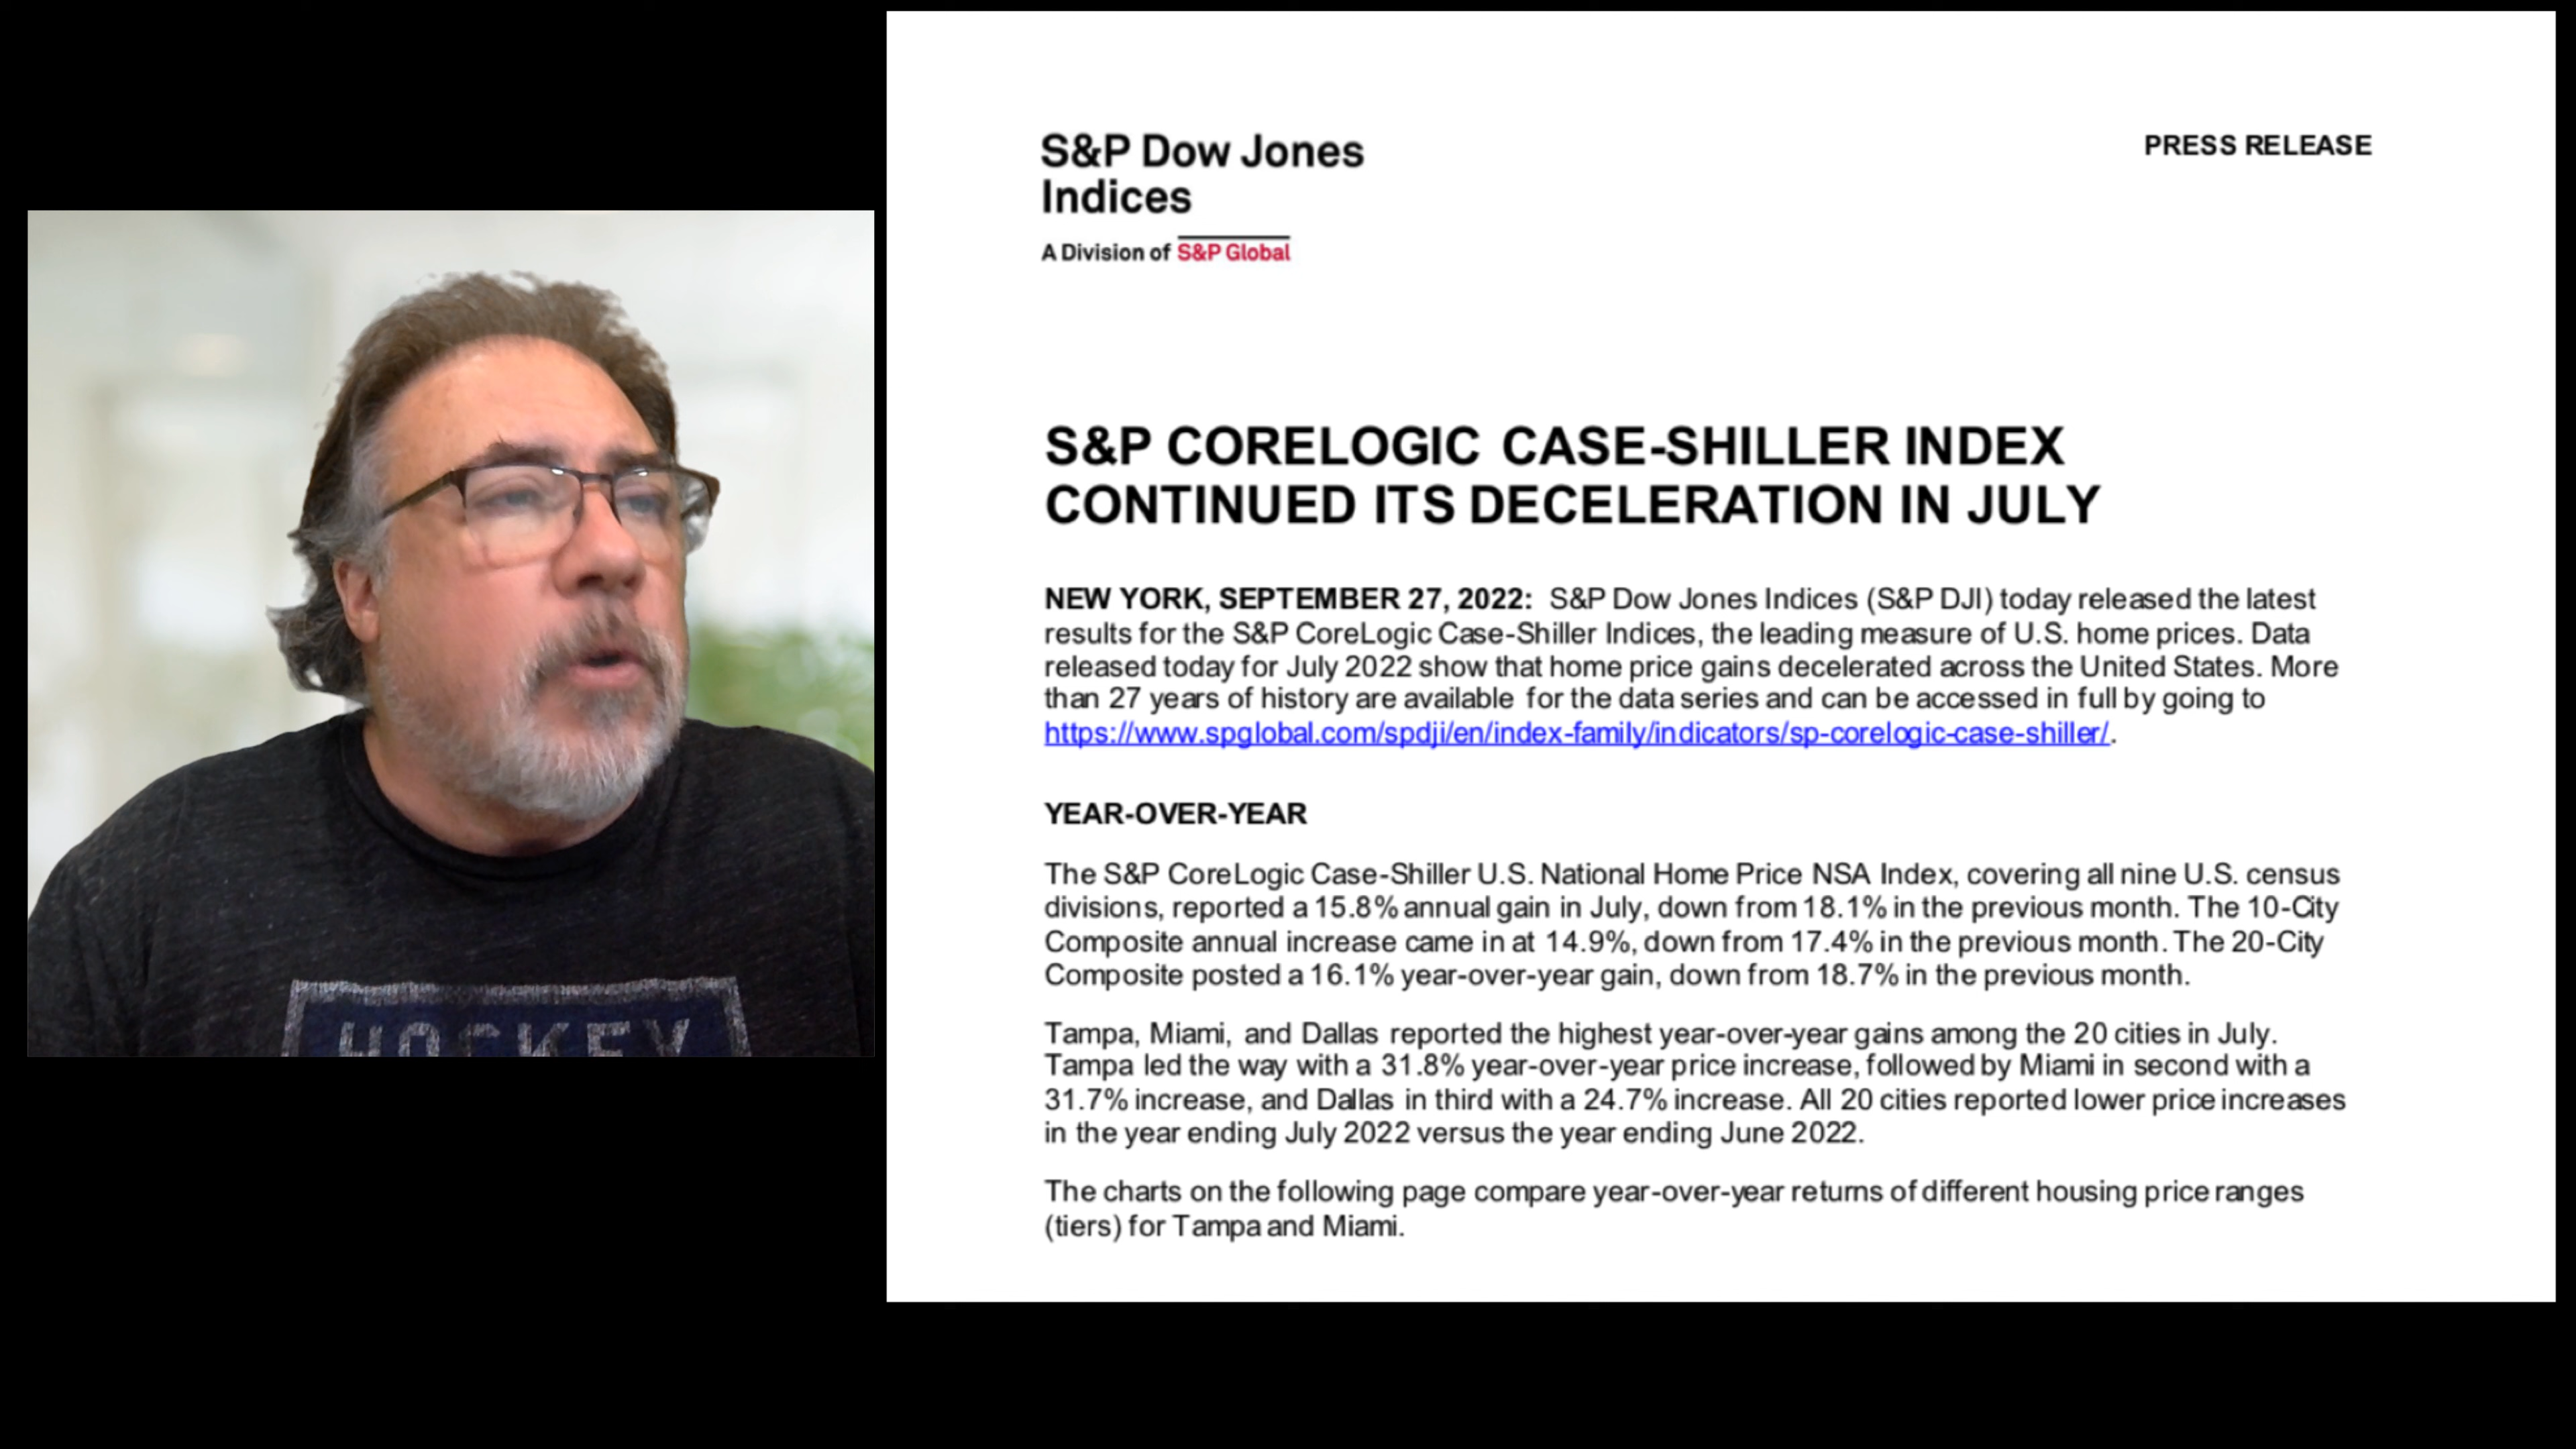 S&P Dow Jones
Indices
A Division of S&P Global
PRESS RELEASE
S&P CORELOGIC CASE-SHILLER INDEX
CONTINUED ITS DECELERATION IN JULY
NEW YORK, SEPTEMBER 27, 2022: S&P Dow Jones Indices (S&P DJI) today released the latest
results for the S&P CoreLogic Case-Shiller Indices, the leading measure of U.S. home prices. Data
released today for July 2022 show that home price gains decelerated across the United States. More
than 27 years of history are available for the data series and can be accessed in full by going to
https://www.spglobal.com/spdji/en/index-family/indicators/sp-corelogic-case-shiller/.
YEAR-OVER-YEAR
The S&P CoreLogic Case-Shiller U.S. National Home Price NSA Index, covering all nine U.S. census
divisions, reported a 15.8% annual gain in July, down from 18.1% in the previous month. The 10-City
Composite annual increase came in at 14.9%, down from 17.4% in the previous month. The 20-City
Composite posted a 16.1% year-over-year gain, down from 18.7% in the previous month.
Tampa, Miami, and Dallas reported the highest year-over-year gains among the 20 cities in July.
Tampa led the way with a 31.8% year-over-year price increase, followed by Miami in second with a
31.7% increase, and Dallas in third with a 24.7% increase. All 20 cities reported lower price increases
in the year ending July 2022 versus the year ending June 2022.
The charts on the following page compare year-over-year returns of different housing price ranges
(tiers) for Tampa and Miami.
HOCKEY